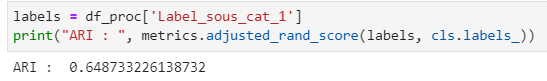 labels = df_proc['Label_sous_cat_1']
print("ARI : ", metrics.adjusted_rand_score(labels, cls.labels_))
ARI :  0.648733226138732